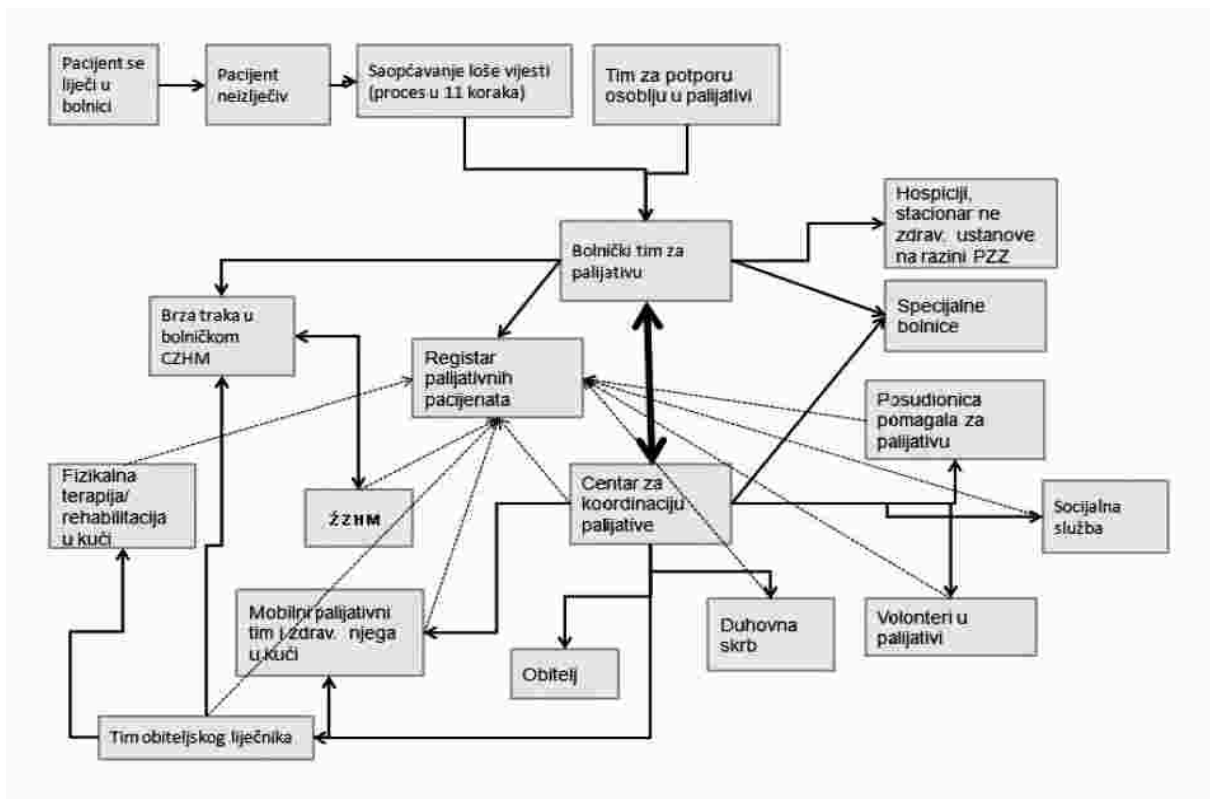 Pacijent se
liječi u
bolnici
Pacijent
neizlječiv
Saopćavanje loše vijesti
(proces u 11 koraka)
Tim za potporu
osoblju u palijativi
Hospiciji,
stacionar ne
zdrav. ustanove
na razini PZZ
Bolnički tim za
palijativu
Specijalne
bolnice
Brza traka u
bolničkom
CZHM
Registar
palijativnih
pacijenata
Posudionica
pomagala za
palijativu
Fizikalna
terapija/
rehabilitacija
u kući
ŽZHM
Centar za
koordinaciju
palijative
Socijalna
služba
Mobilni palijativni
tim i zdrav. njega
u kući
Obitelj
Duhovna
skrb
Volonteri u
palijativi
Tim obiteljskog liječnika